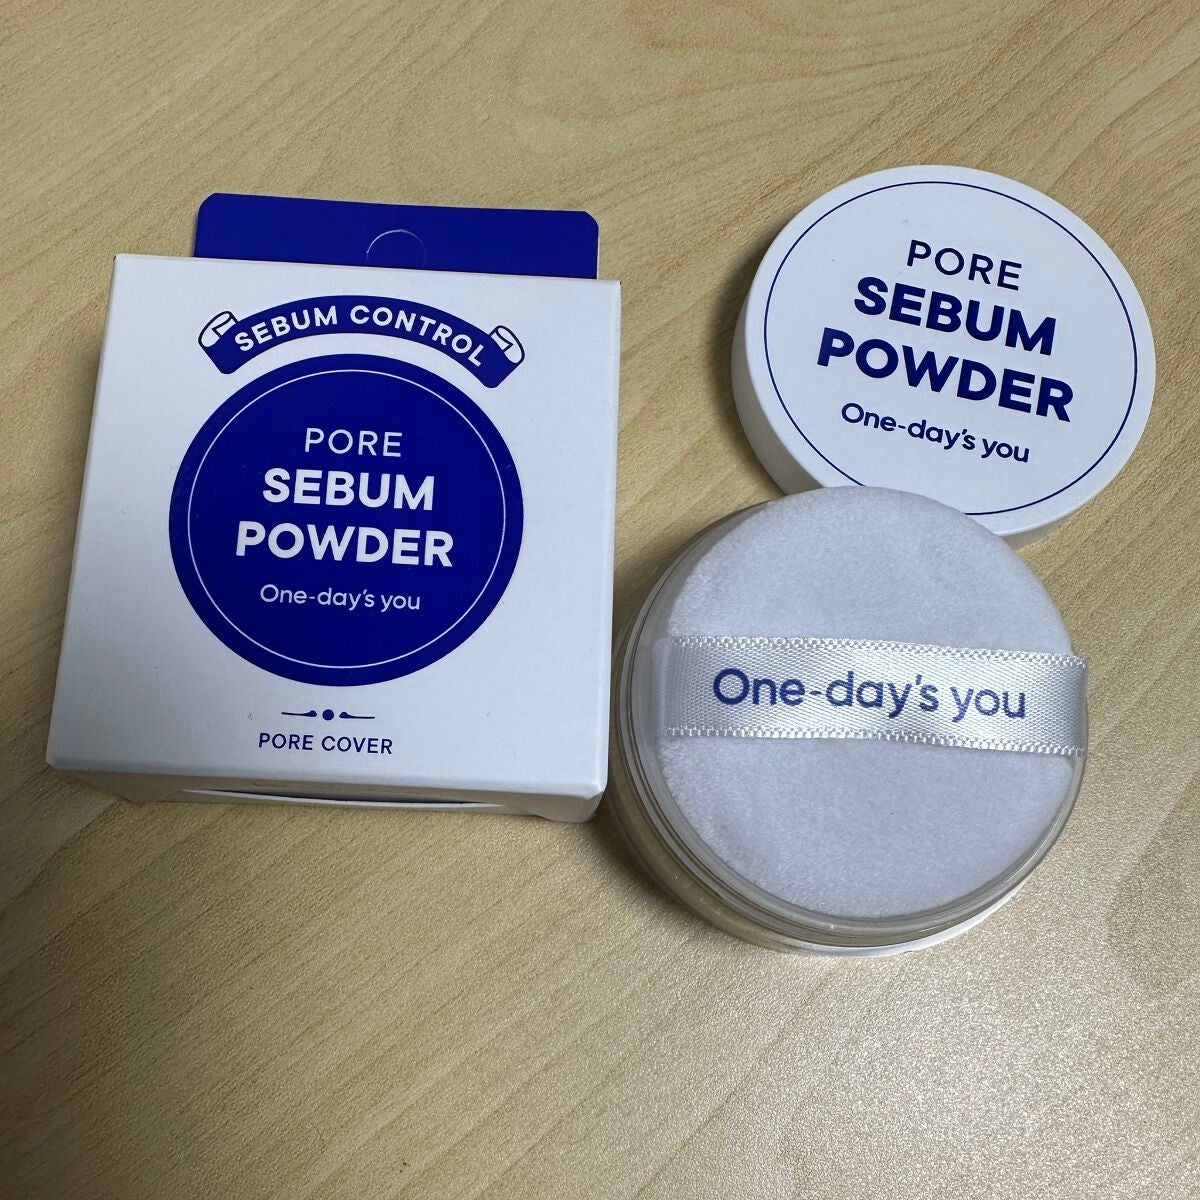 SEBUM CONTROL
PORE
SEBUM
POWDER
One-day's you
PORE COVER
PORE
SEBUM
POWDER
One-day's you
One-day's you